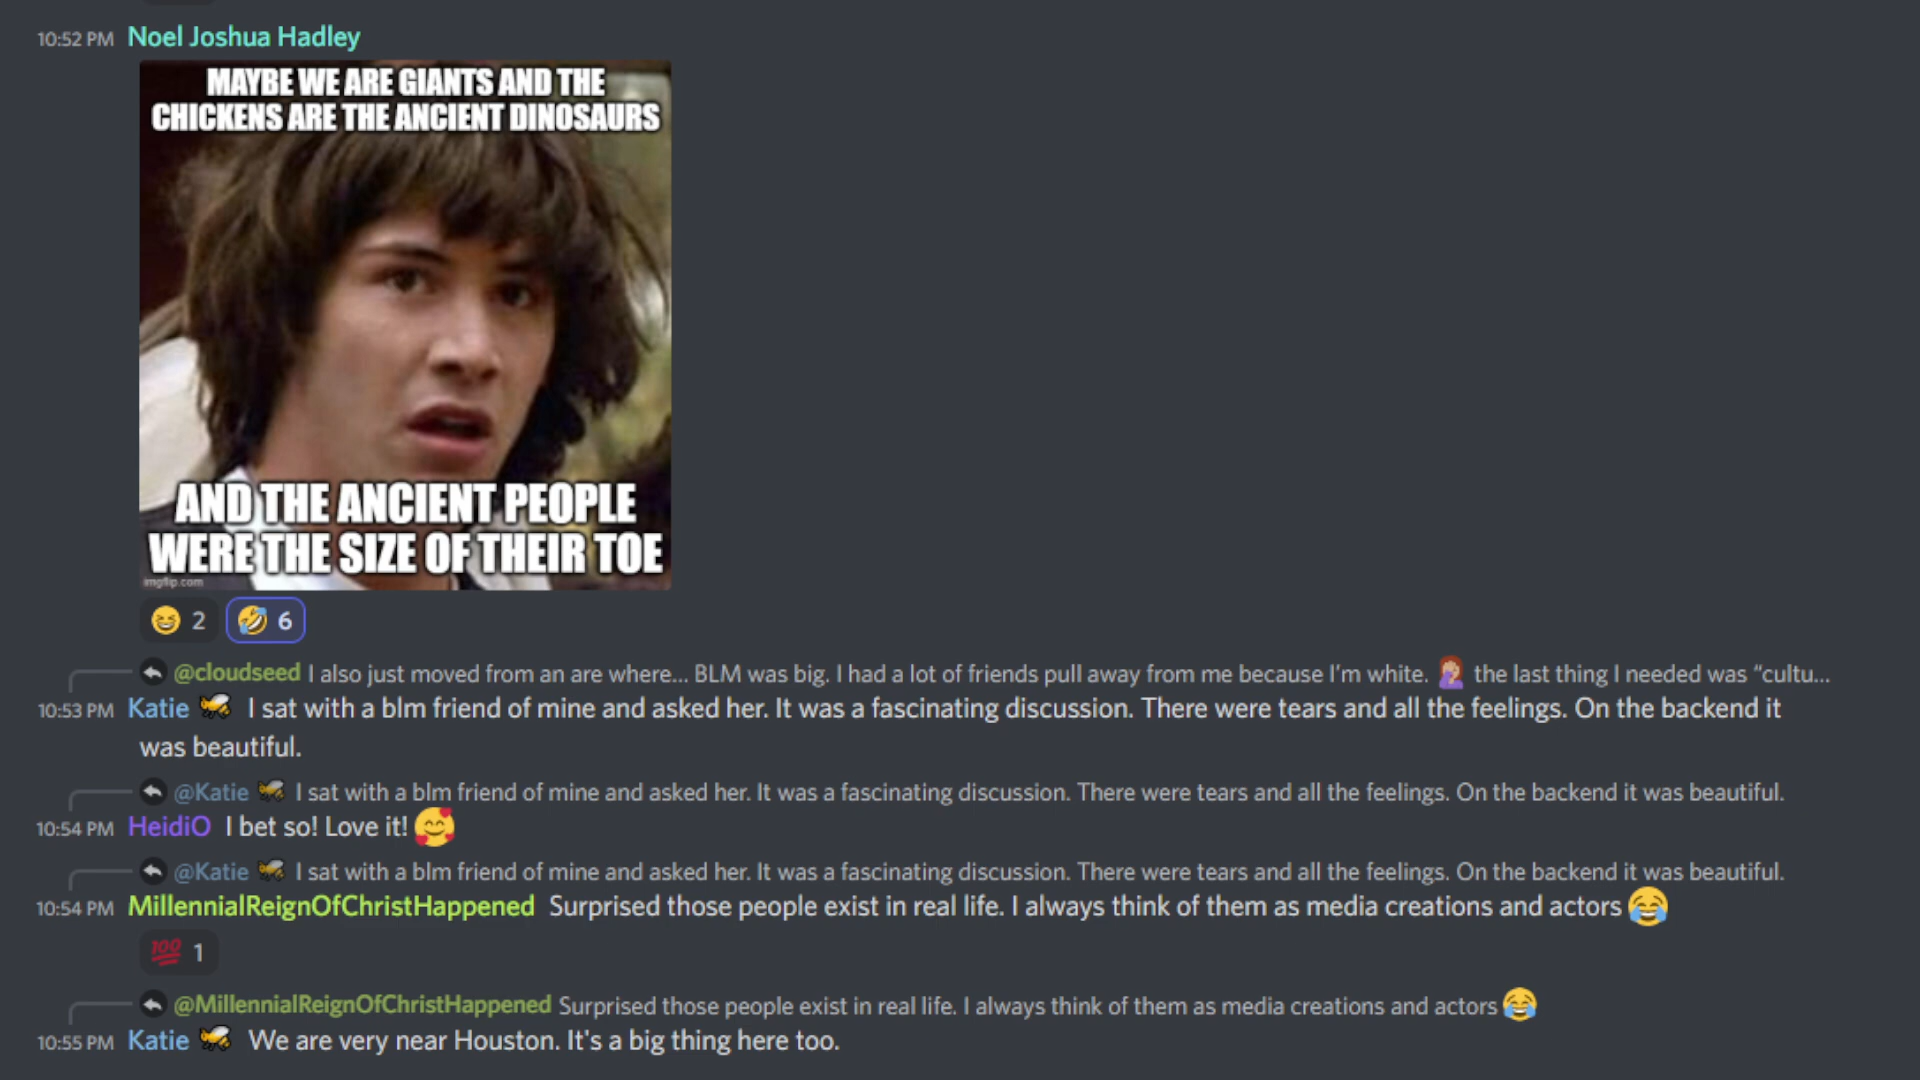 10:52 PM Noel Joshua Hadley
MAYBE WE ARE GIANTS AND THE
CHICKENS ARE THE ANCIENT DINOSAURS
AND THE ANCIENT PEOPLE
WERE THE SIZE OF THEIR TOE
imgflip.com
😆 2 🤣 6
@cloudseed I also just moved from an are where... BLM was big. I had a lot of friends pull away from me because I'm white. 🤦 the last thing I needed was “cultu...
10:53 PM Katie 🐝 I sat with a blm friend of mine and asked her. It was a fascinating discussion. There were tears and all the feelings. On the backend it
was beautiful.
@Katie 🐝 I sat with a blm friend of mine and asked her. It was a fascinating discussion. There were tears and all the feelings. On the backend it was beautiful.
10:54 PM HeidiO I bet so! Love it! 🥰
@Katie 🐝 I sat with a blm friend of mine and asked her. It was a fascinating discussion. There were tears and all the feelings. On the backend it was beautiful.
10:54 PM MillennialReignOfChristHappened Surprised those people exist in real life. I always think of them as media creations and actors 😂
💯 1
@MillennialReignOfChristHappened Surprised those people exist in real life. I always think of them as media creations and actors 😂
10:55 PM Katie 🐝 We are very near Houston. It's a big thing here too.